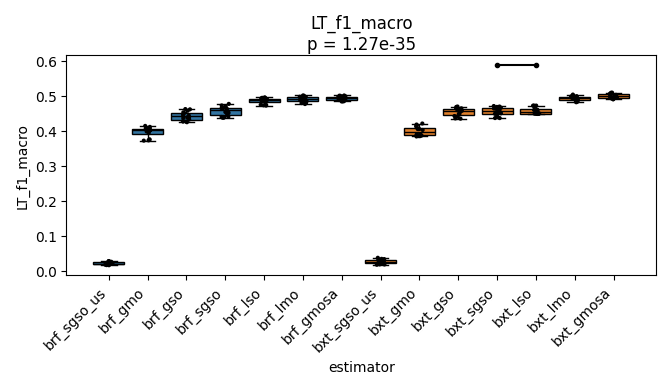 LT_f1_macro
p = 1.27e-35
LT_f1_macro
0.6
0.5
0.4
0.3
0.2
0.1
0.0
brf_sgso_us
brf_gmo
brf_gso
brf_sgso
brf_lso
brf_lmo
brf_gmosa
bxt_sgso_us
bxt_gmo
bxt_gso
bxt_sgso
bxt_lso
bxt_lmo
bxt_gmosa
estimator